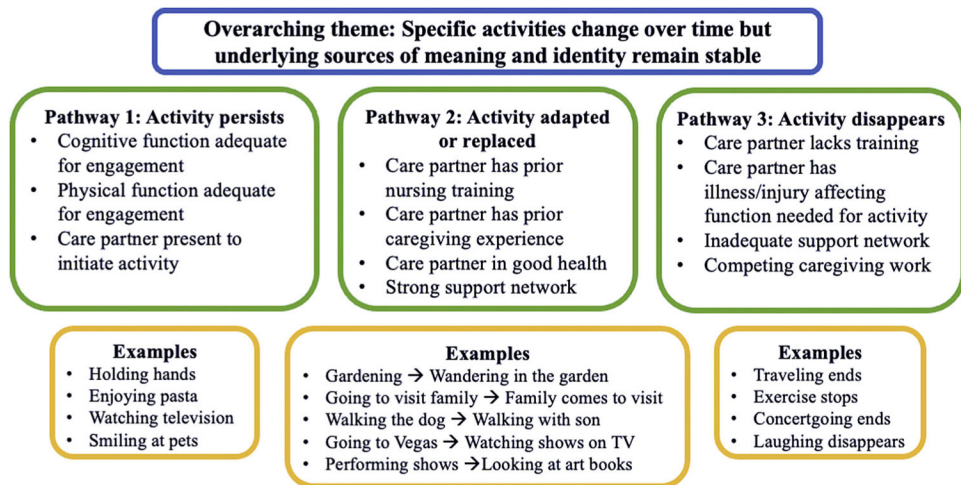 Overarching theme: Specific activities change over time but
underlying sources of meaning and identity remain stable
Pathway 1: Activity persists
• Cognitive function adequate
for engagement
• Physical function adequate
for engagement
• Care partner present to
initiate activity
Pathway 2: Activity adapted
or replaced
• Care partner has prior
nursing training
• Care partner has prior
caregiving experience
• Care partner in good health
• Strong support network
Pathway 3: Activity disappears
• Care partner lacks training
• Care partner has
illness/injury affecting
function needed for activity
• Inadequate support network
• Competing caregiving work
Examples
• Holding hands
• Enjoying pasta
• Watching television
• Smiling at pets
Examples
• Gardening → Wandering in the garden
• Going to visit family → Family comes to visit
• Walking the dog → Walking with son
• Going to Vegas → Watching shows on TV
• Performing shows →Looking at art books
Examples
• Traveling ends
• Exercise stops
• Concertgoing ends
• Laughing disappears